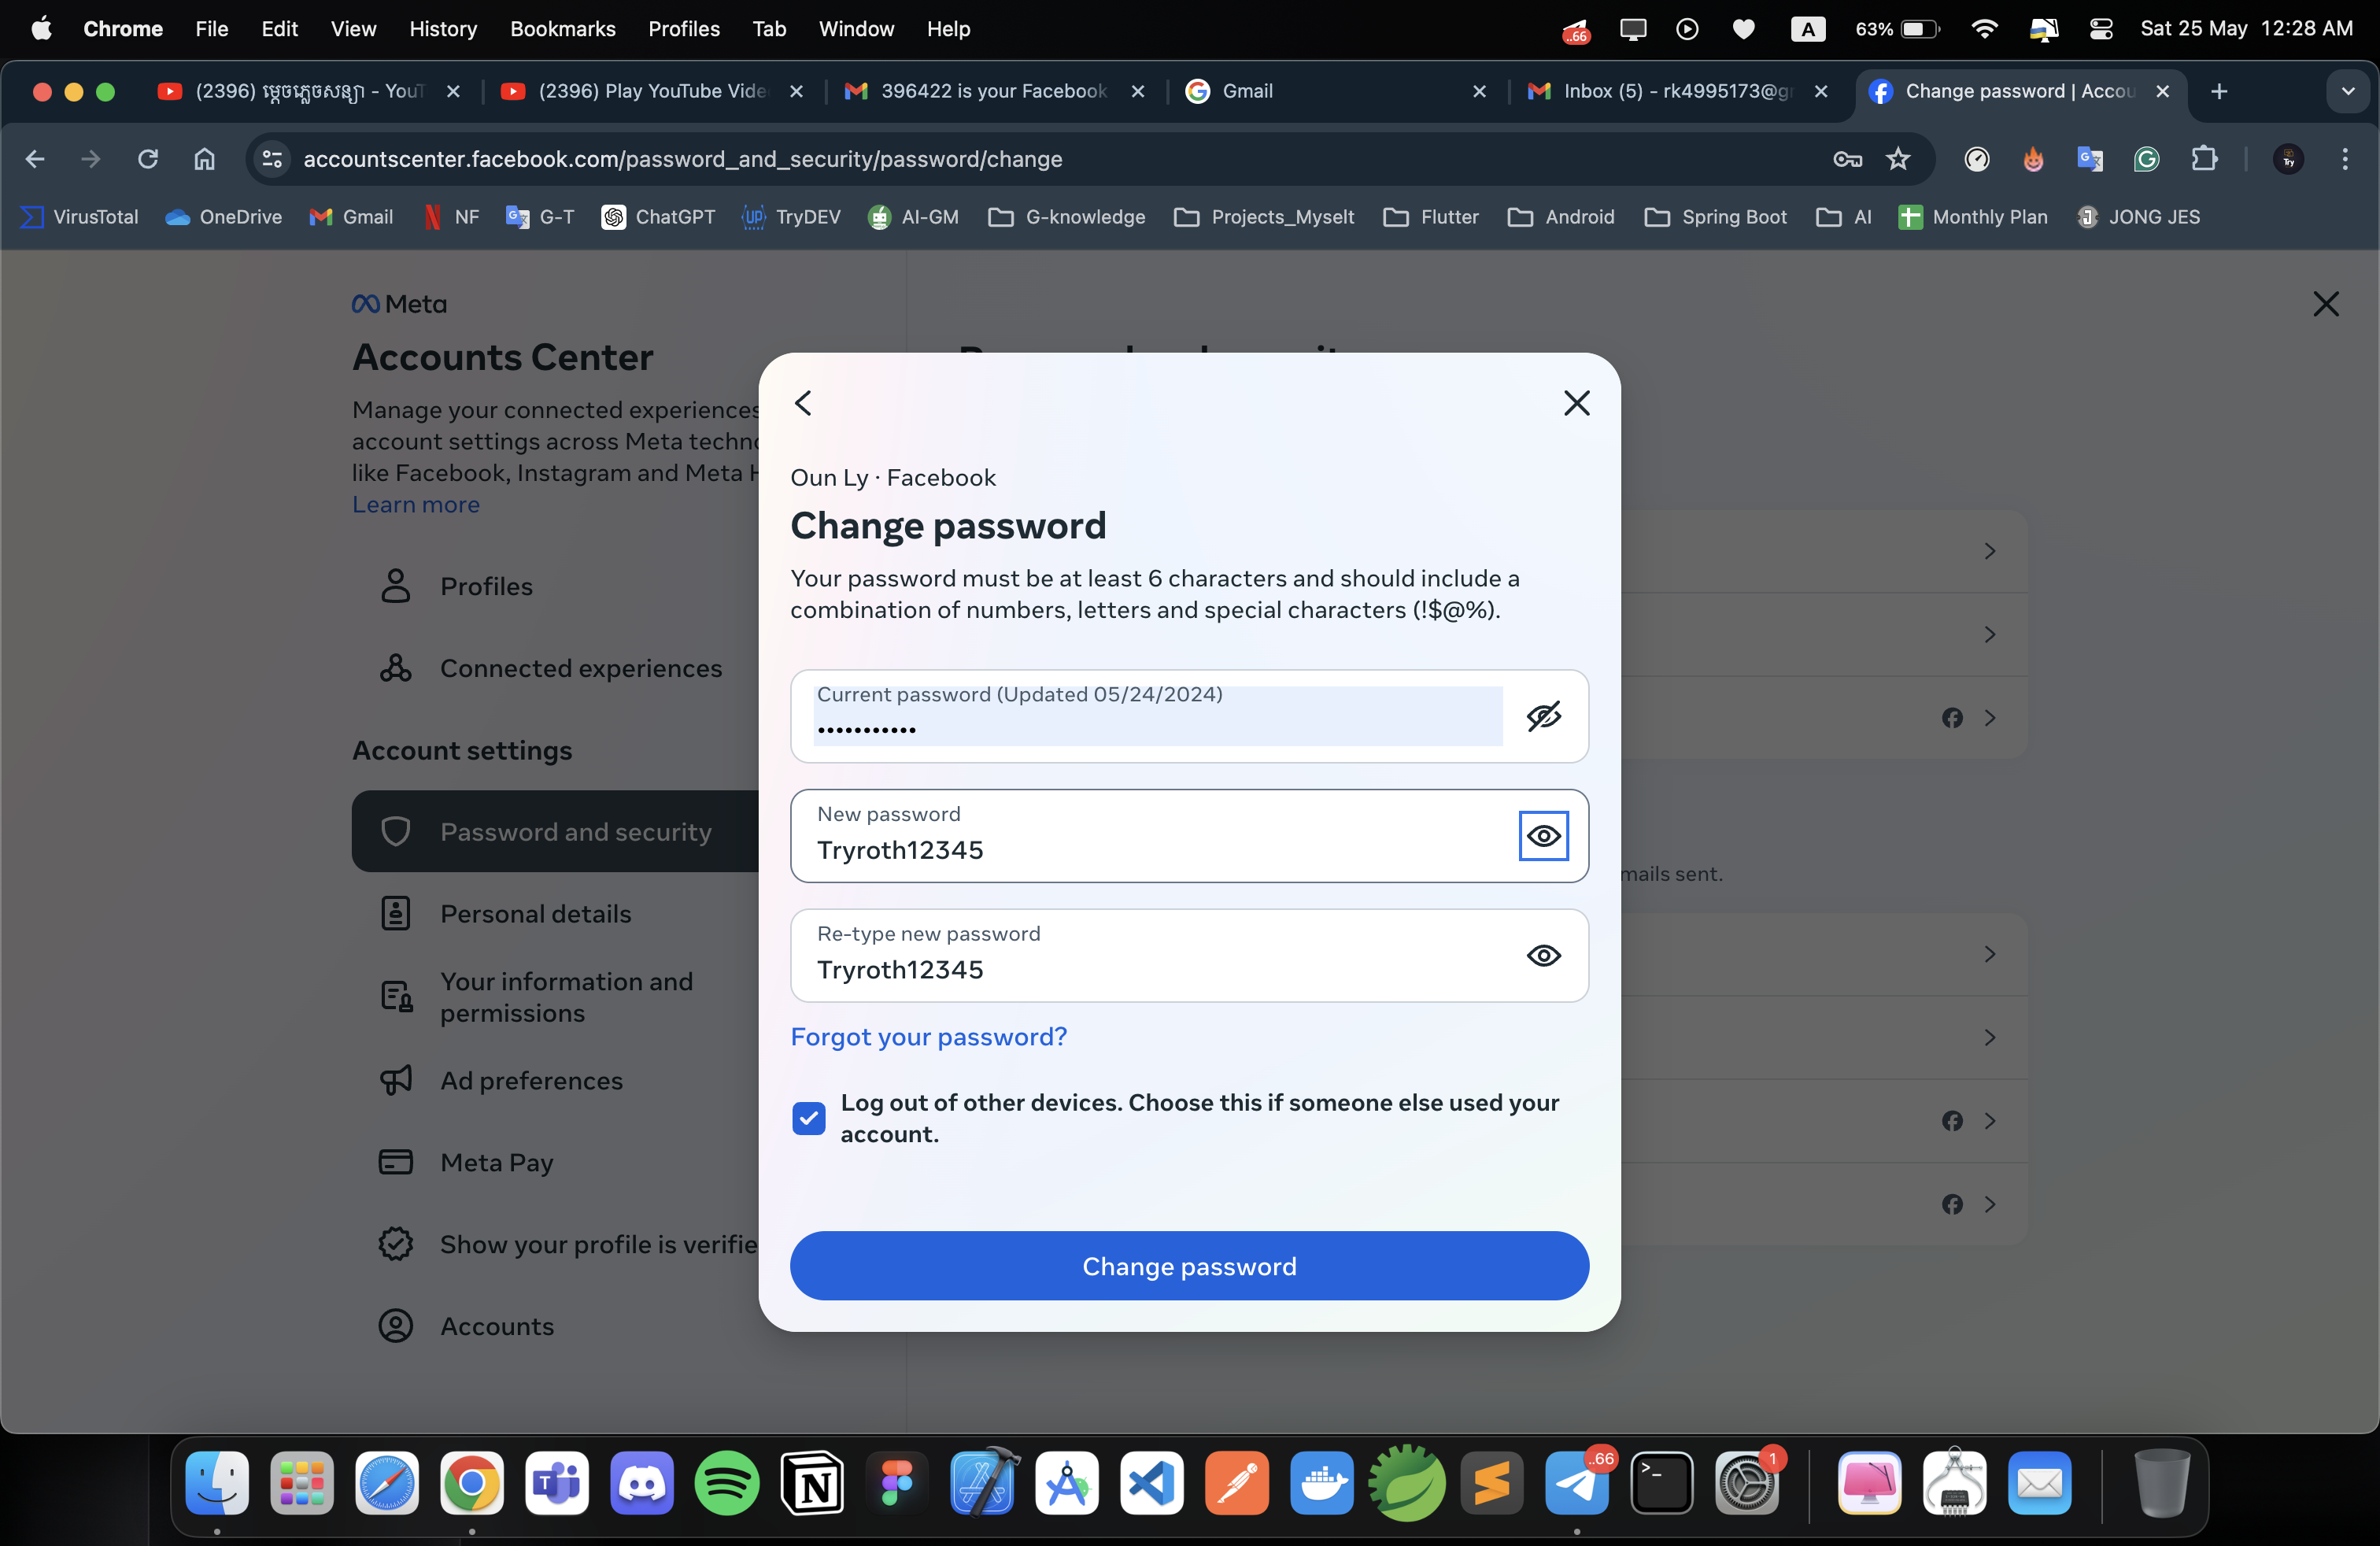 Chrome File Edit View History Bookmarks Profiles Tab Window Help ..66 A 63% Sat 25 May 12:28 AM
(2396) ម្ដេចភ្លេចសន្យា - YouT
(2396) Play YouTube Vide
396422 is your Facebook
Gmail
Inbox (5) - rk4995173@g
Change password | Accou
accountscenter.facebook.com/password_and_security/password/change
Try
VirusTotal OneDrive Gmail NF G-T ChatGPT TryDEV AI-GM G-knowledge Projects_Myselt Flutter Android Spring Boot AI Monthly Plan JONG JES
Meta
Accounts Center
Manage your connected experiences
account settings across Meta techno
like Facebook, Instagram and Meta H
Learn more
Profiles
Connected experiences
Account settings
Password and security
Personal details
Your information and
permissions
Ad preferences
Meta Pay
Show your profile is verifie
Accounts
Oun Ly · Facebook
Change password
Your password must be at least 6 characters and should include a
combination of numbers, letters and special characters (!$@%).
Current password (Updated 05/24/2024)
•••••••••••
New password
Tryroth12345
Re-type new password
Tryroth12345
Forgot your password?
Log out of other devices. Choose this if someone else used your
account.
Change password
mails sent.
..66
1